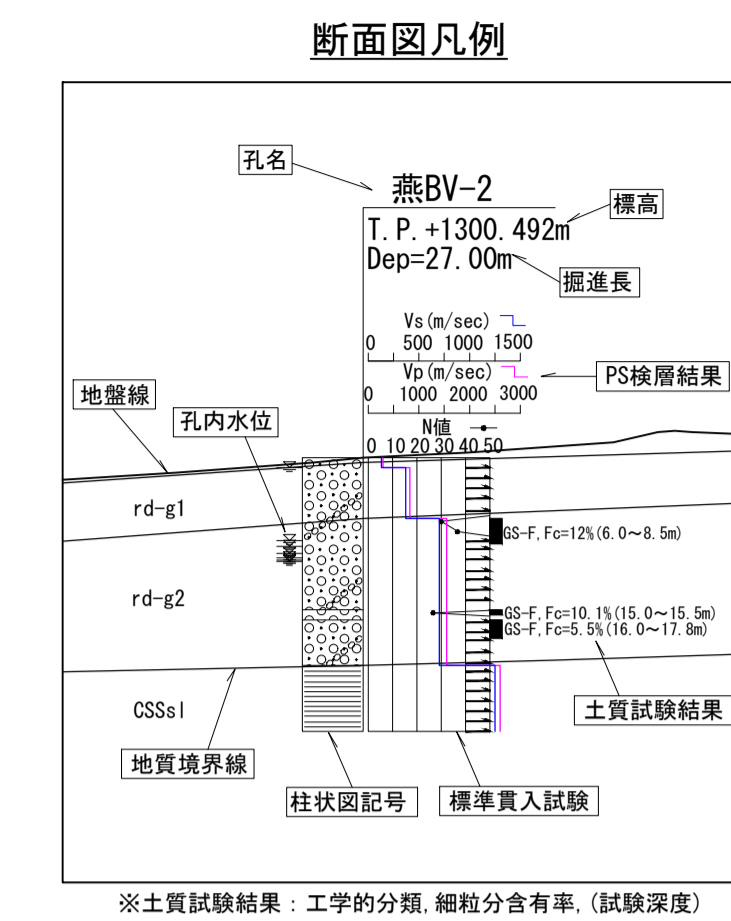 断面図凡例
孔名
燕BV-2
標高
T.P.+1300.492m
Dep=27.00m
掘進長
Vs(m/sec)
0 500 1000 1500
Vp(m/sec)
0 1000 2000 3000
PS検層結果
N値
0 10 20 30 40 50
地盤線
孔内水位
rd-g1
GS-F,Fc=12%(6.0～8.5m)
rd-g2
GS-F,Fc=10.1%(15.0～15.5m)
GS-F,Fc=5.5%(16.0～17.8m)
CSSsl
土質試験結果
地質境界線
柱状図記号
標準貫入試験
※土質試験結果：工学的分類,細粒分含有率,(試験深度)